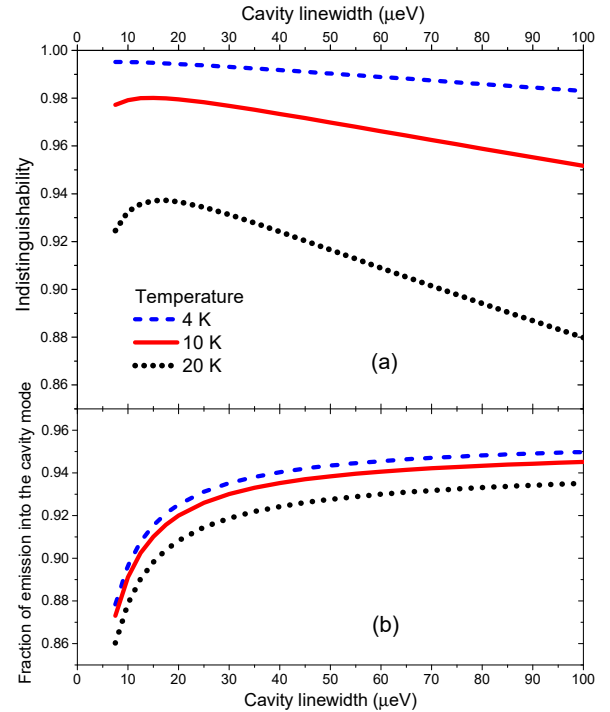 Cavity linewidth (μeV)
0 10 20 30 40 50 60 70 80 90 100
1.00
0.98
0.96
0.94
0.92
0.90
0.88
0.86
Indistinguishability
Temperature
4 K
10 K
20 K
(a)
0.96
0.94
0.92
0.90
0.88
0.86
Fraction of emission into the cavity mode
(b)
0 10 20 30 40 50 60 70 80 90 100
Cavity linewidth (μeV)